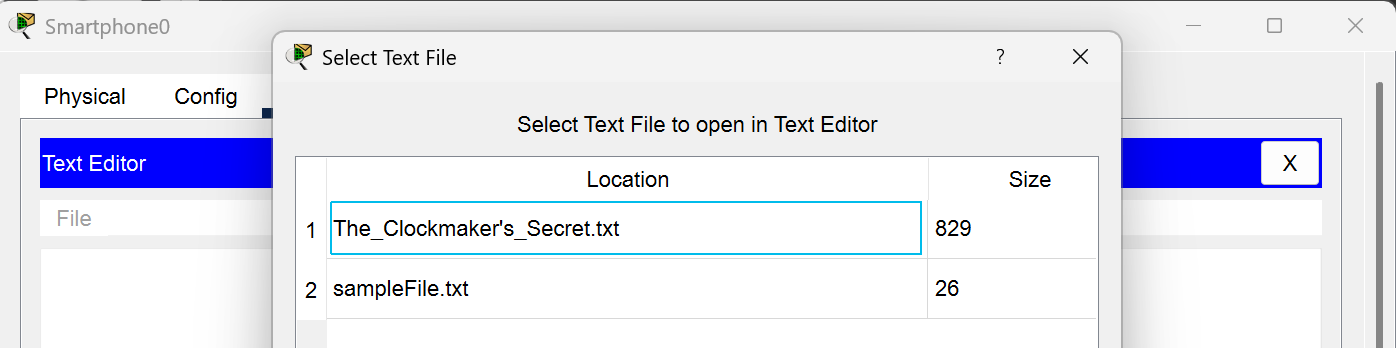 Smartphone0
Select Text File ?
Physical Config
Select Text File to open in Text Editor
Text Editor X
Location Size
File
1 The_Clockmaker's_Secret.txt 829
2 sampleFile.txt 26